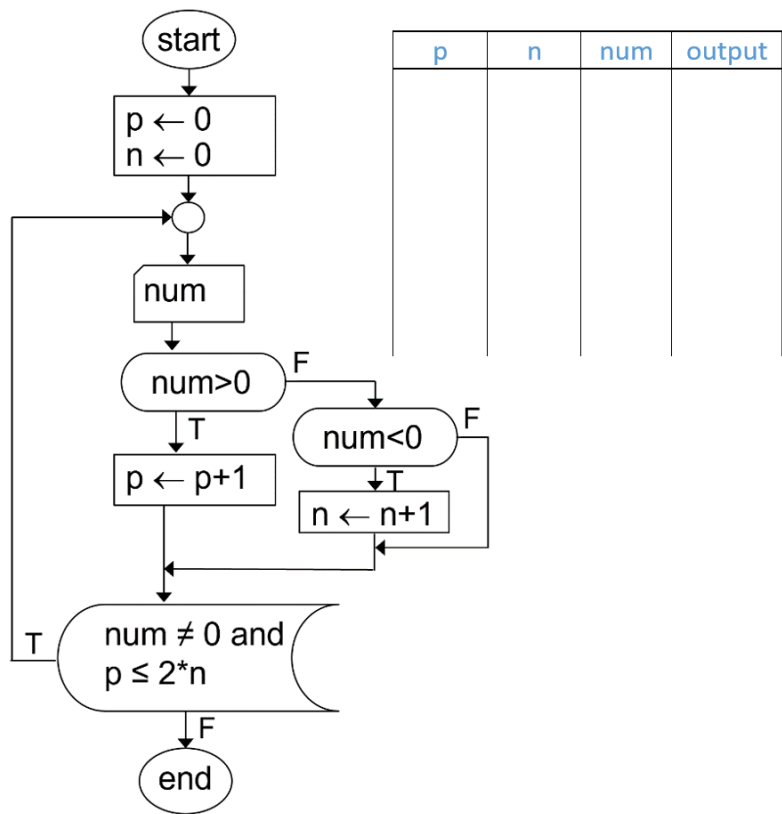 start
p n num output
p ← 0
n ← 0
num
num>0
F
T
num<0
F
T
p ← p+1
n ← n+1
num ≠ 0 and
p ≤ 2*n
T
F
end